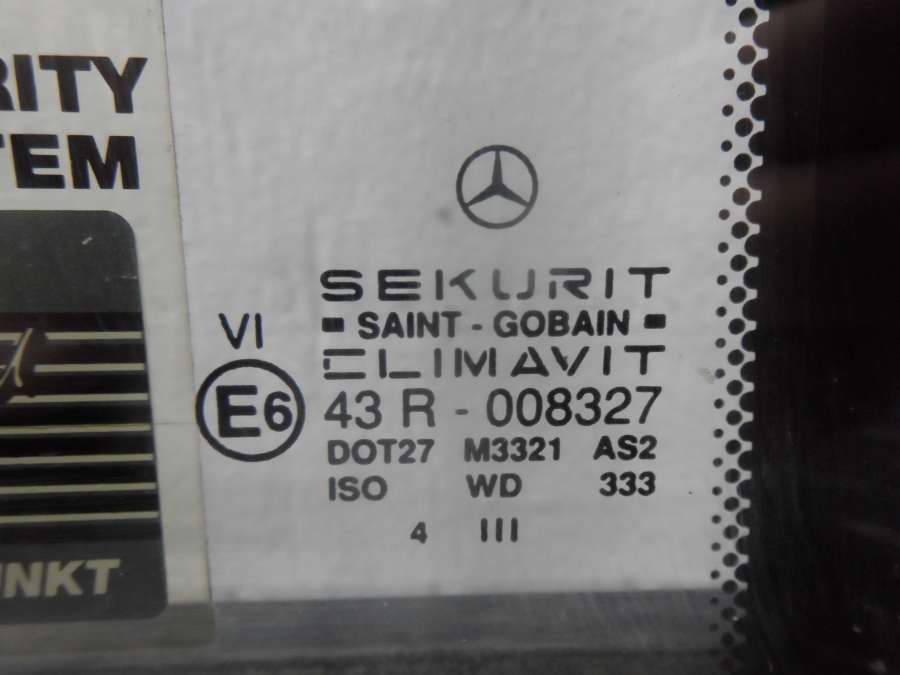 RITY
TEM
NKT
SEKURIT
SAINT - GOBAIN
CLIMAVIT
VI
E6
43 R - 008327
DOT27 M3321 AS2
ISO WD 333
4 III